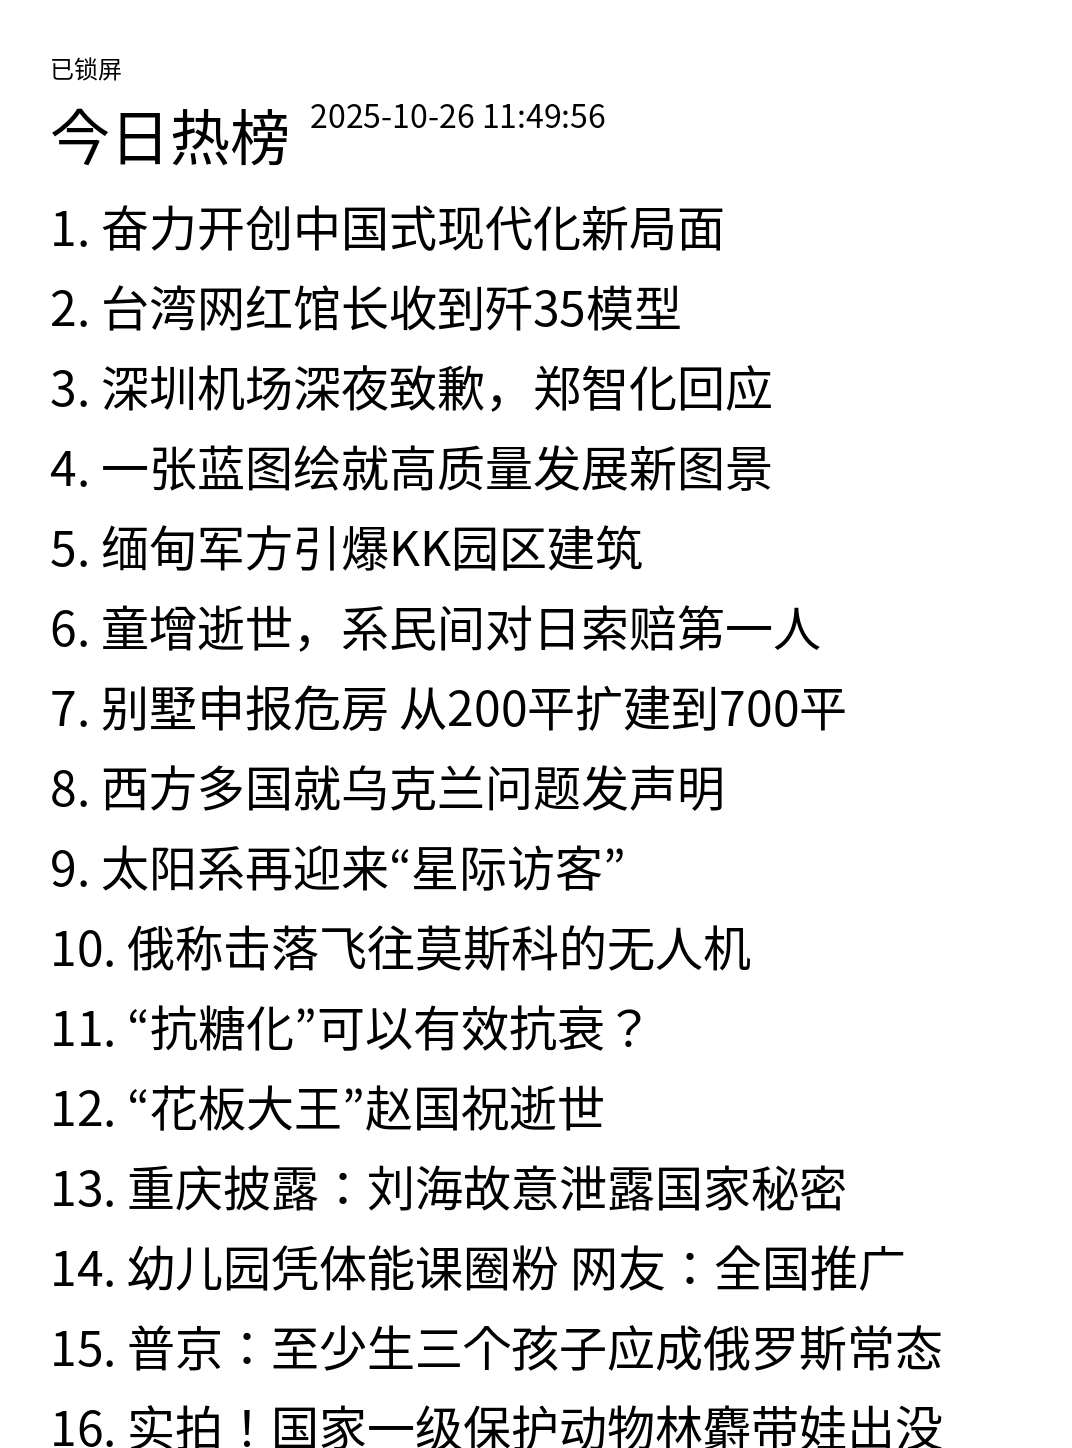 已锁屏
今日热榜 2025-10-26 11:49:56
1. 奋力开创中国式现代化新局面
2. 台湾网红馆长收到歼35模型
3. 深圳机场深夜致歉，郑智化回应
4. 一张蓝图绘就高质量发展新图景
5. 缅甸军方引爆KK园区建筑
6. 童增逝世，系民间对日索赔第一人
7. 别墅申报危房 从200平扩建到700平
8. 西方多国就乌克兰问题发声明
9. 太阳系再迎来“星际访客”
10. 俄称击落飞往莫斯科的无人机
11. “抗糖化”可以有效抗衰？
12. “花板大王”赵国祝逝世
13. 重庆披露：刘海故意泄露国家秘密
14. 幼儿园凭体能课圈粉 网友：全国推广
15. 普京：至少生三个孩子应成俄罗斯常态
16. 实拍！国家一级保护动物林麝带娃出没